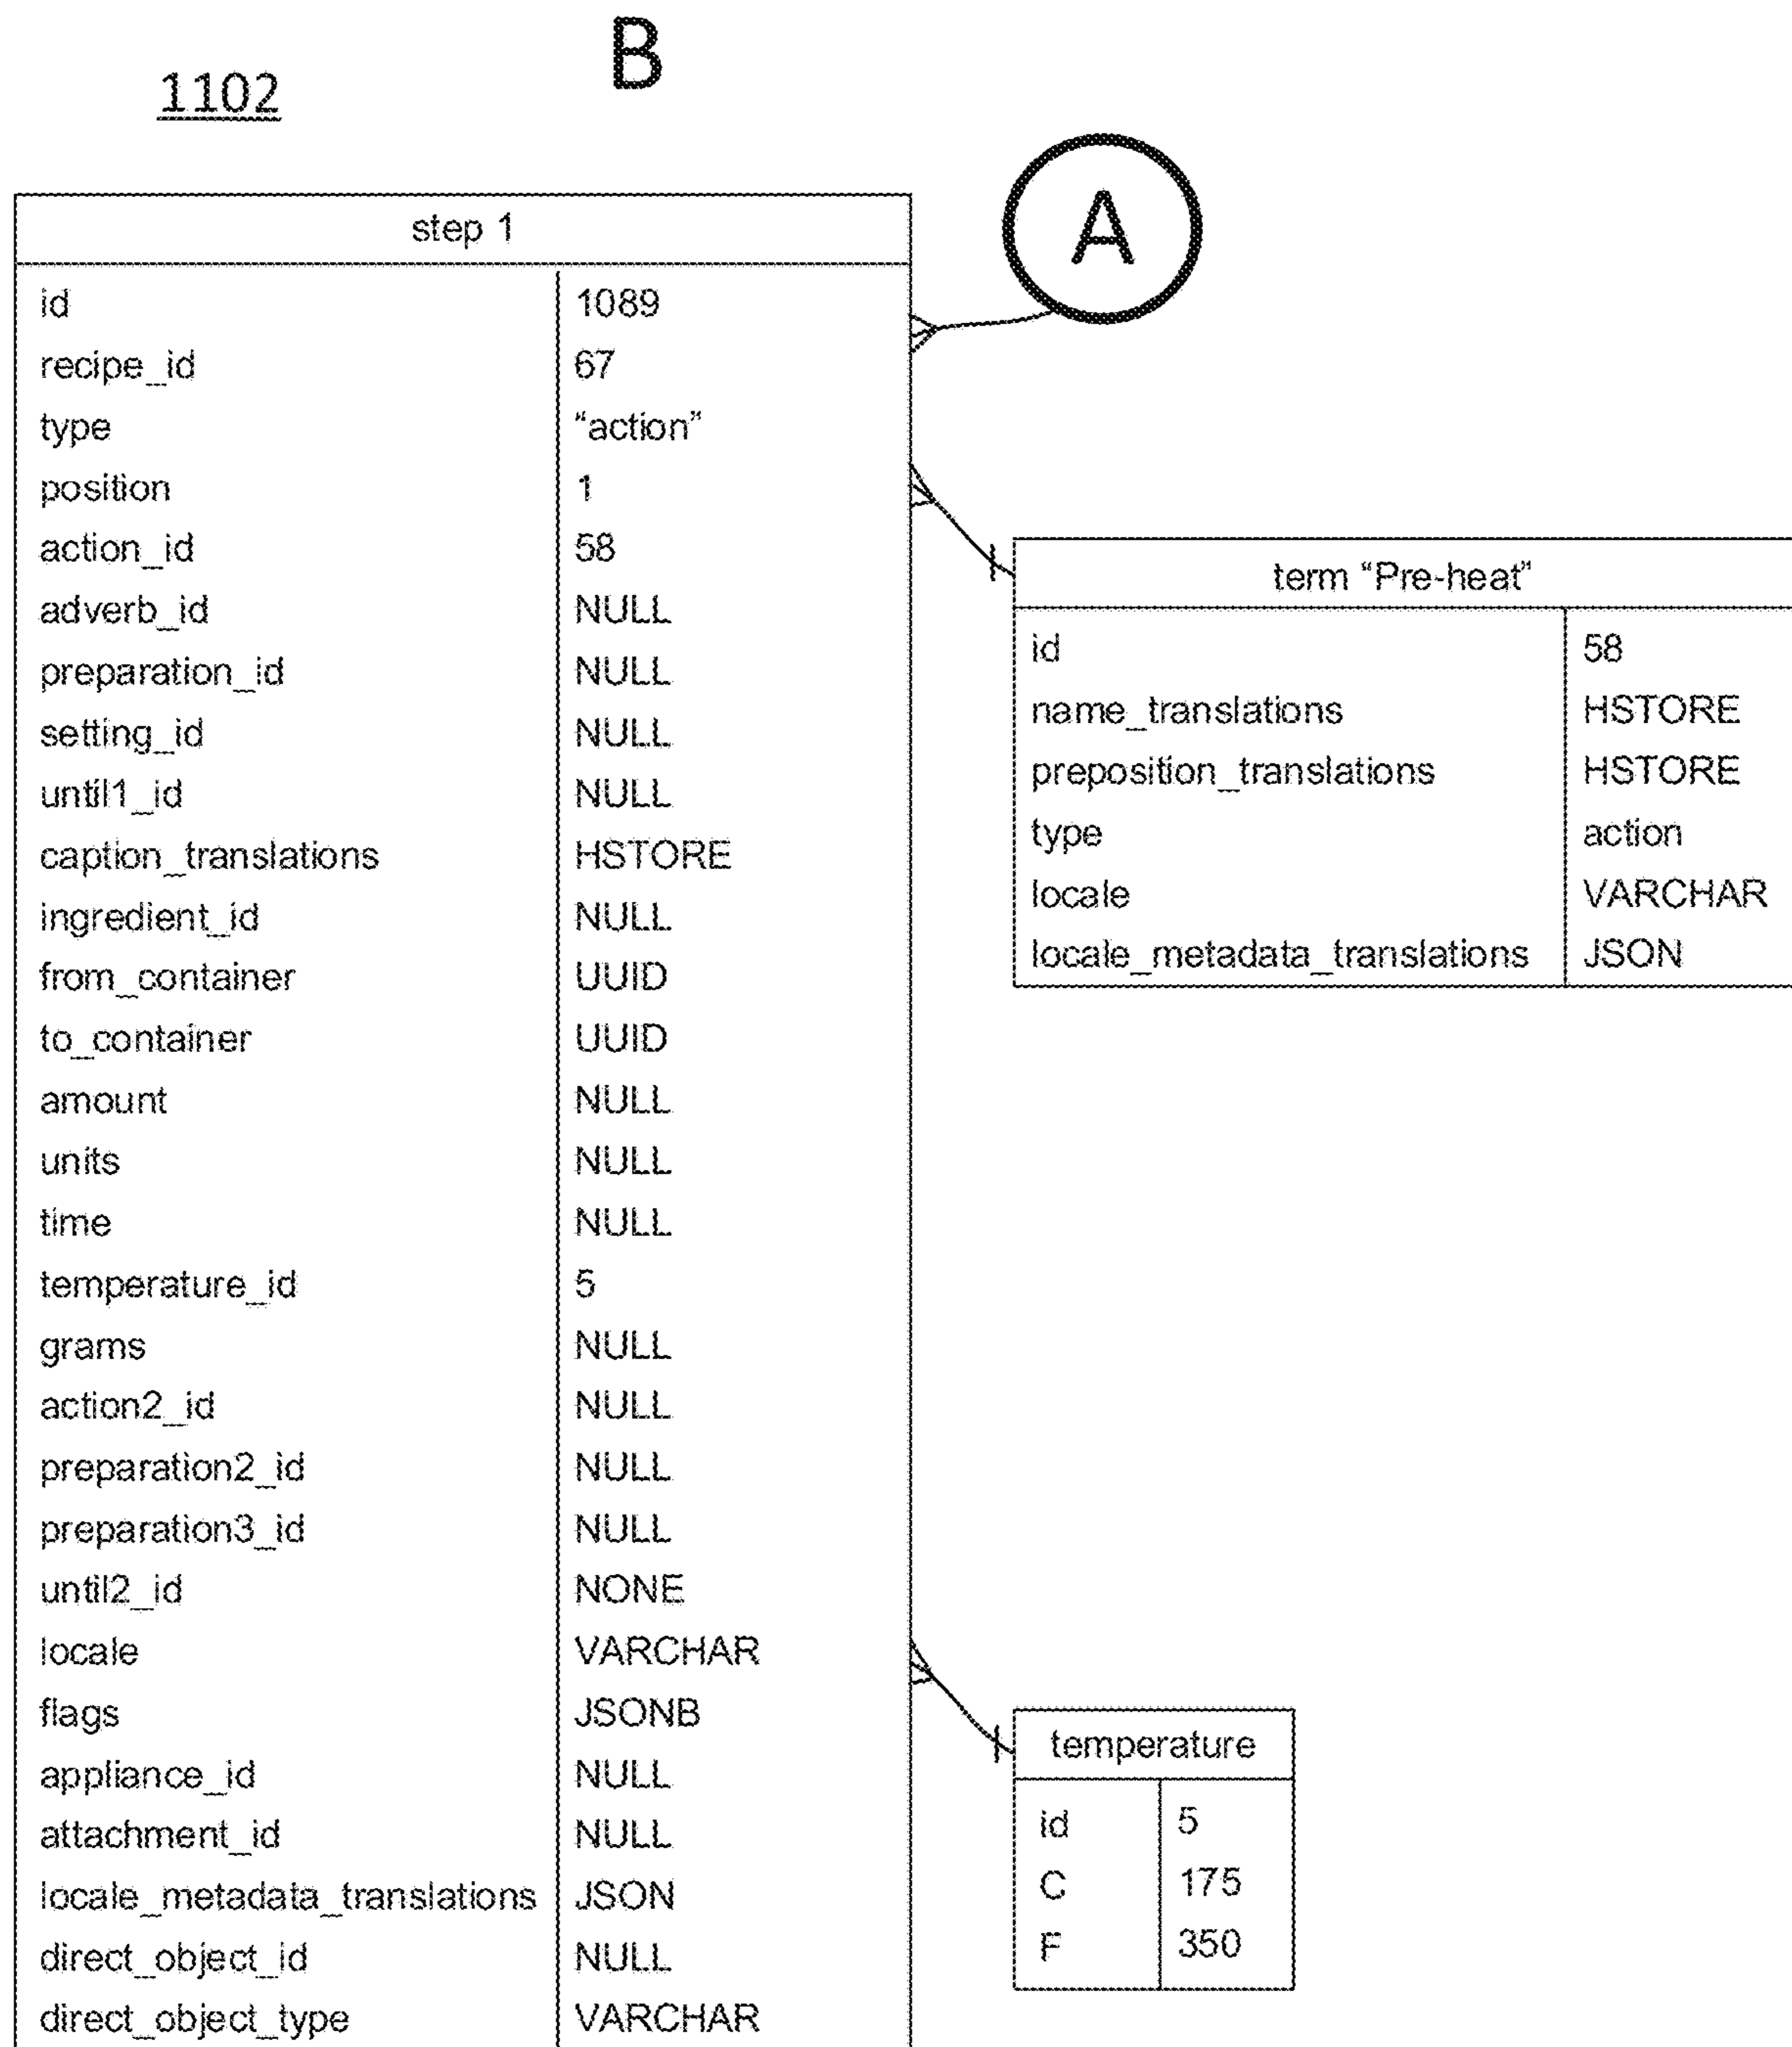 B
1102
A
step 1
id 1089
recipe_id 67
type “action”
position 1
action_id 58
adverb_id NULL
preparation_id NULL
setting_id NULL
until1_id NULL
caption_translations HSTORE
ingredient_id NULL
from_container UUID
to_container UUID
amount NULL
units NULL
time NULL
temperature_id 5
grams NULL
action2_id NULL
preparation2_id NULL
preparation3_id NULL
until2_id NONE
locale VARCHAR
flags JSONB
appliance_id NULL
attachment_id NULL
locale_metadata_translations JSON
direct_object_id NULL
direct_object_type VARCHAR
term “Pre-heat”
id 58
name_translations HSTORE
preposition_translations HSTORE
type action
locale VARCHAR
locale_metadata_translations JSON
temperature
id 5
C 175
F 350